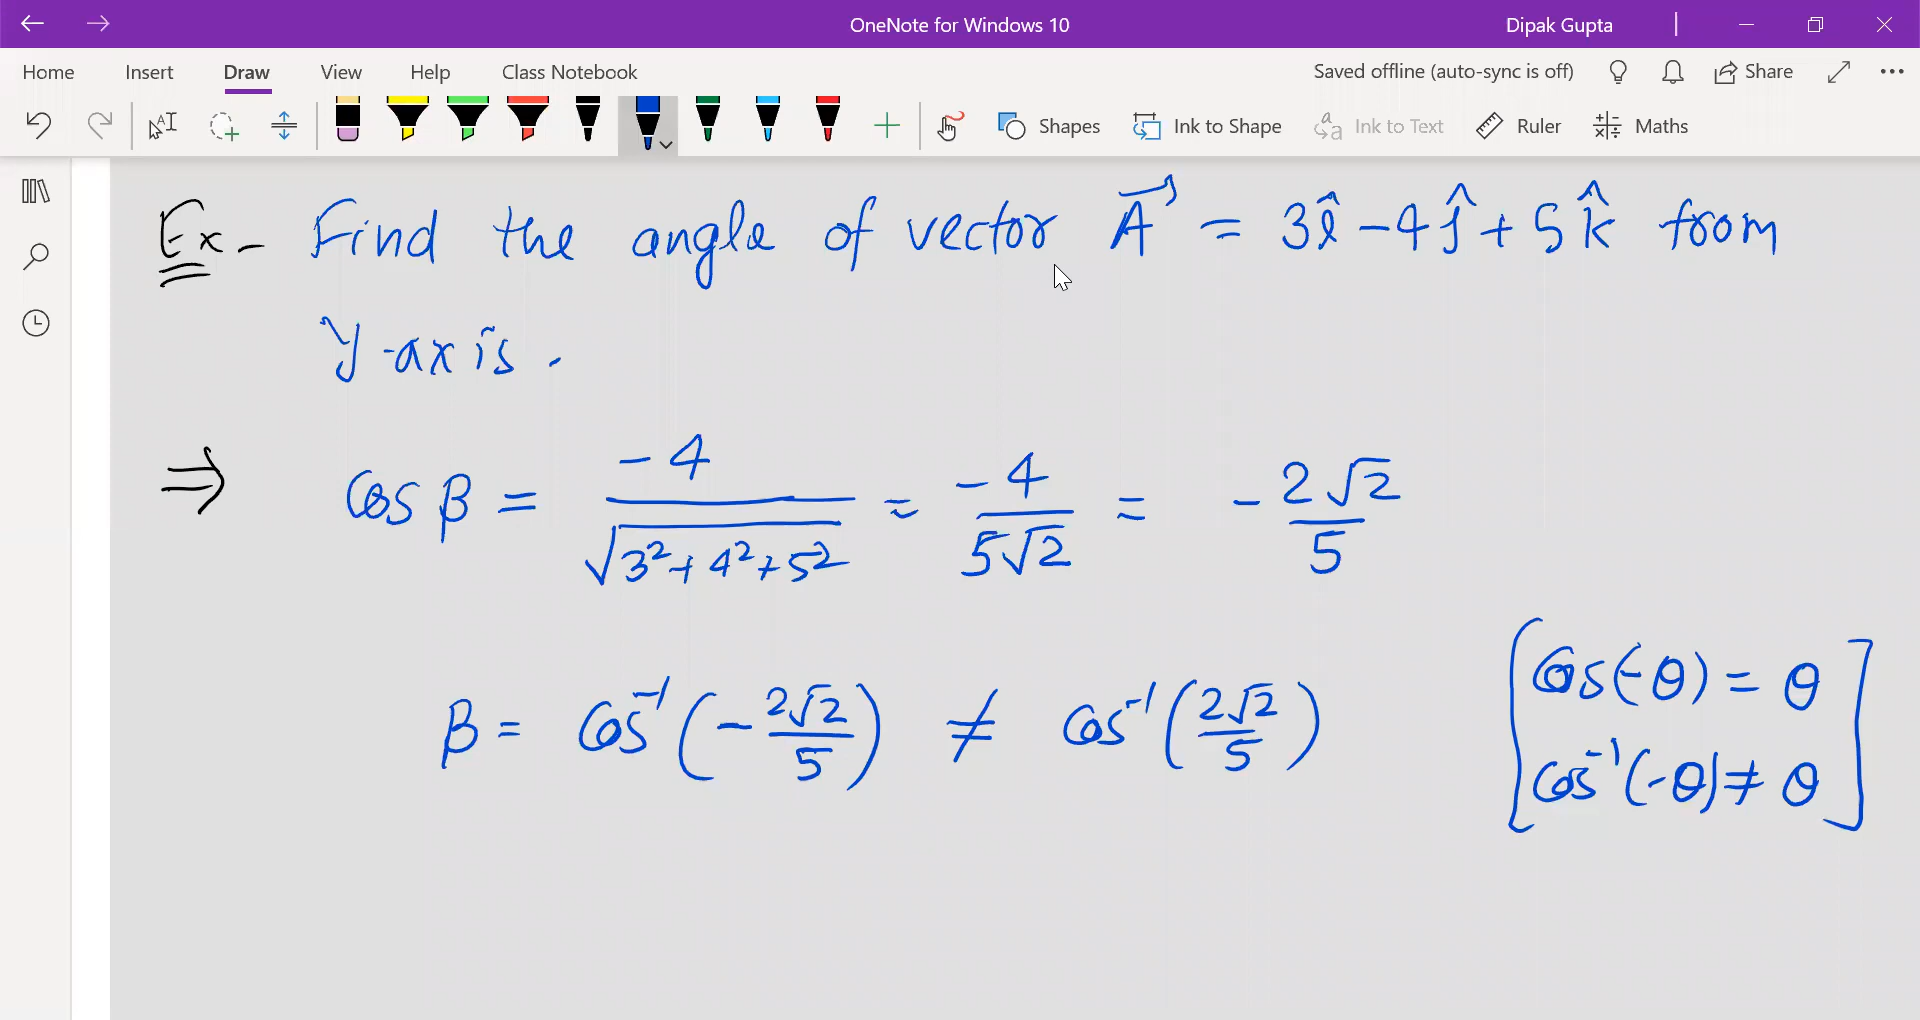 OneNote for Windows 10
Dipak Gupta
Home Insert Draw View Help Class Notebook
Saved offline (auto-sync is off) Share
Shapes Ink to Shape Ink to Text Ruler Maths
Ex - Find the angle of vector A⃗ = 3î - 4ĵ + 5k̂ from
y-axis.
⇒ Cos β = -4/√(3²+4²+5²) = -4/(5√2) = - 2√2/5
β = Cos⁻¹(- 2√2/5) ≠ Cos⁻¹(2√2/5)
[Cos(-θ) = θ
Cos⁻¹(-θ) ≠ θ]